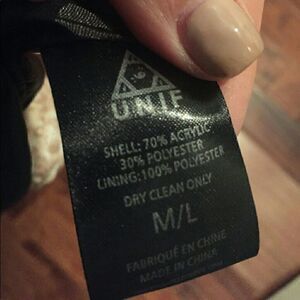 UNIF
SHELL: 70% ACRYLIC
30% POLYESTER
LINING:100% POLYESTER
DRY CLEAN ONLY
M/L
FABRIQUÉ EN CHINE
MADE IN CHINA